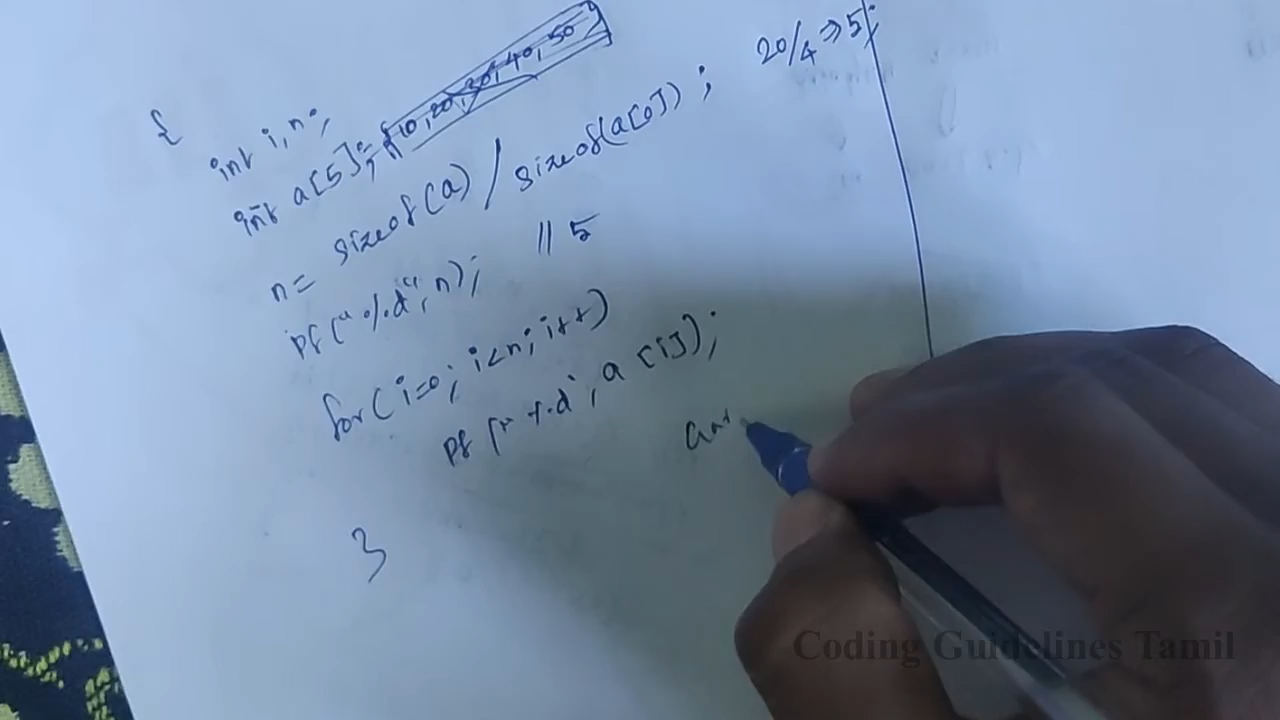 {
int i, n;
int a[5]; = {10, 20, 30, 40, 50}
n = sizeof(a) / sizeof(a[0]); 20/4 ⇒ 5
pf("%d", n); // 5
for(i=0; i<n; i++)
pf("%d", a[i]);
}
Coding Guidelines Tamil